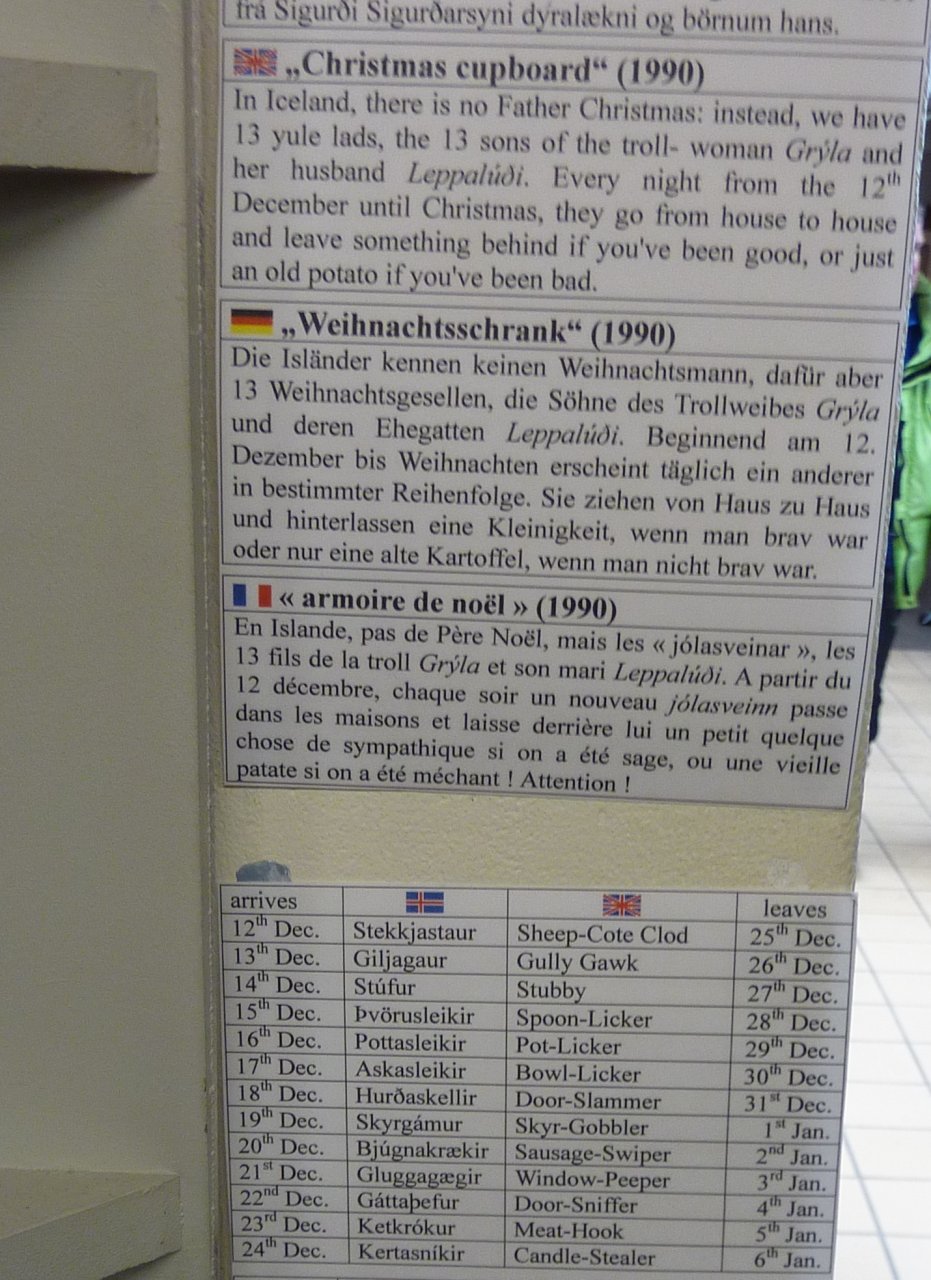 frá Sigurði Sigurðarsyni dýralækni og börnum hans.
„Christmas cupboard“ (1990)
In Iceland, there is no Father Christmas: instead, we have
13 yule lads, the 13 sons of the troll- woman Grýla and
her husband Leppalúði. Every night from the 12th
December until Christmas, they go from house to house
and leave something behind if you've been good, or just
an old potato if you've been bad.
„Weihnachtsschrank“ (1990)
Die Isländer kennen keinen Weihnachtsmann, dafür aber
13 Weihnachtsgesellen, die Söhne des Trollweibes Grýla
und deren Ehegatten Leppalúði. Beginnend am 12.
Dezember bis Weihnachten erscheint täglich ein anderer
in bestimmter Reihenfolge. Sie ziehen von Haus zu Haus
und hinterlassen eine Kleinigkeit, wenn man brav war
oder nur eine alte Kartoffel, wenn man nicht brav war.
« armoire de noël » (1990)
En Islande, pas de Père Noël, mais les « jólasveinar », les
13 fils de la troll Grýla et son mari Leppalúði. A partir du
12 décembre, chaque soir un nouveau jólasveinn passe
dans les maisons et laisse derrière lui un petit quelque
chose de sympathique si on a été sage, ou une vieille
patate si on a été méchant ! Attention !
arrives leaves
12th Dec. Stekkjastaur Sheep-Cote Clod 25th Dec.
13th Dec. Giljagaur Gully Gawk 26th Dec.
14th Dec. Stúfur Stubby 27th Dec.
15th Dec. Þvörusleikir Spoon-Licker 28th Dec.
16th Dec. Pottasleikir Pot-Licker 29th Dec.
17th Dec. Askasleikir Bowl-Licker 30th Dec.
18th Dec. Hurðaskellir Door-Slammer 31st Dec.
19th Dec. Skyrgámur Skyr-Gobbler 1st Jan.
20th Dec. Bjúgnakrækir Sausage-Swiper 2nd Jan.
21st Dec. Gluggagægir Window-Peeper 3rd Jan.
22nd Dec. Gáttaþefur Door-Sniffer 4th Jan.
23rd Dec. Ketkrókur Meat-Hook 5th Jan.
24th Dec. Kertasníkir Candle-Stealer 6th Jan.